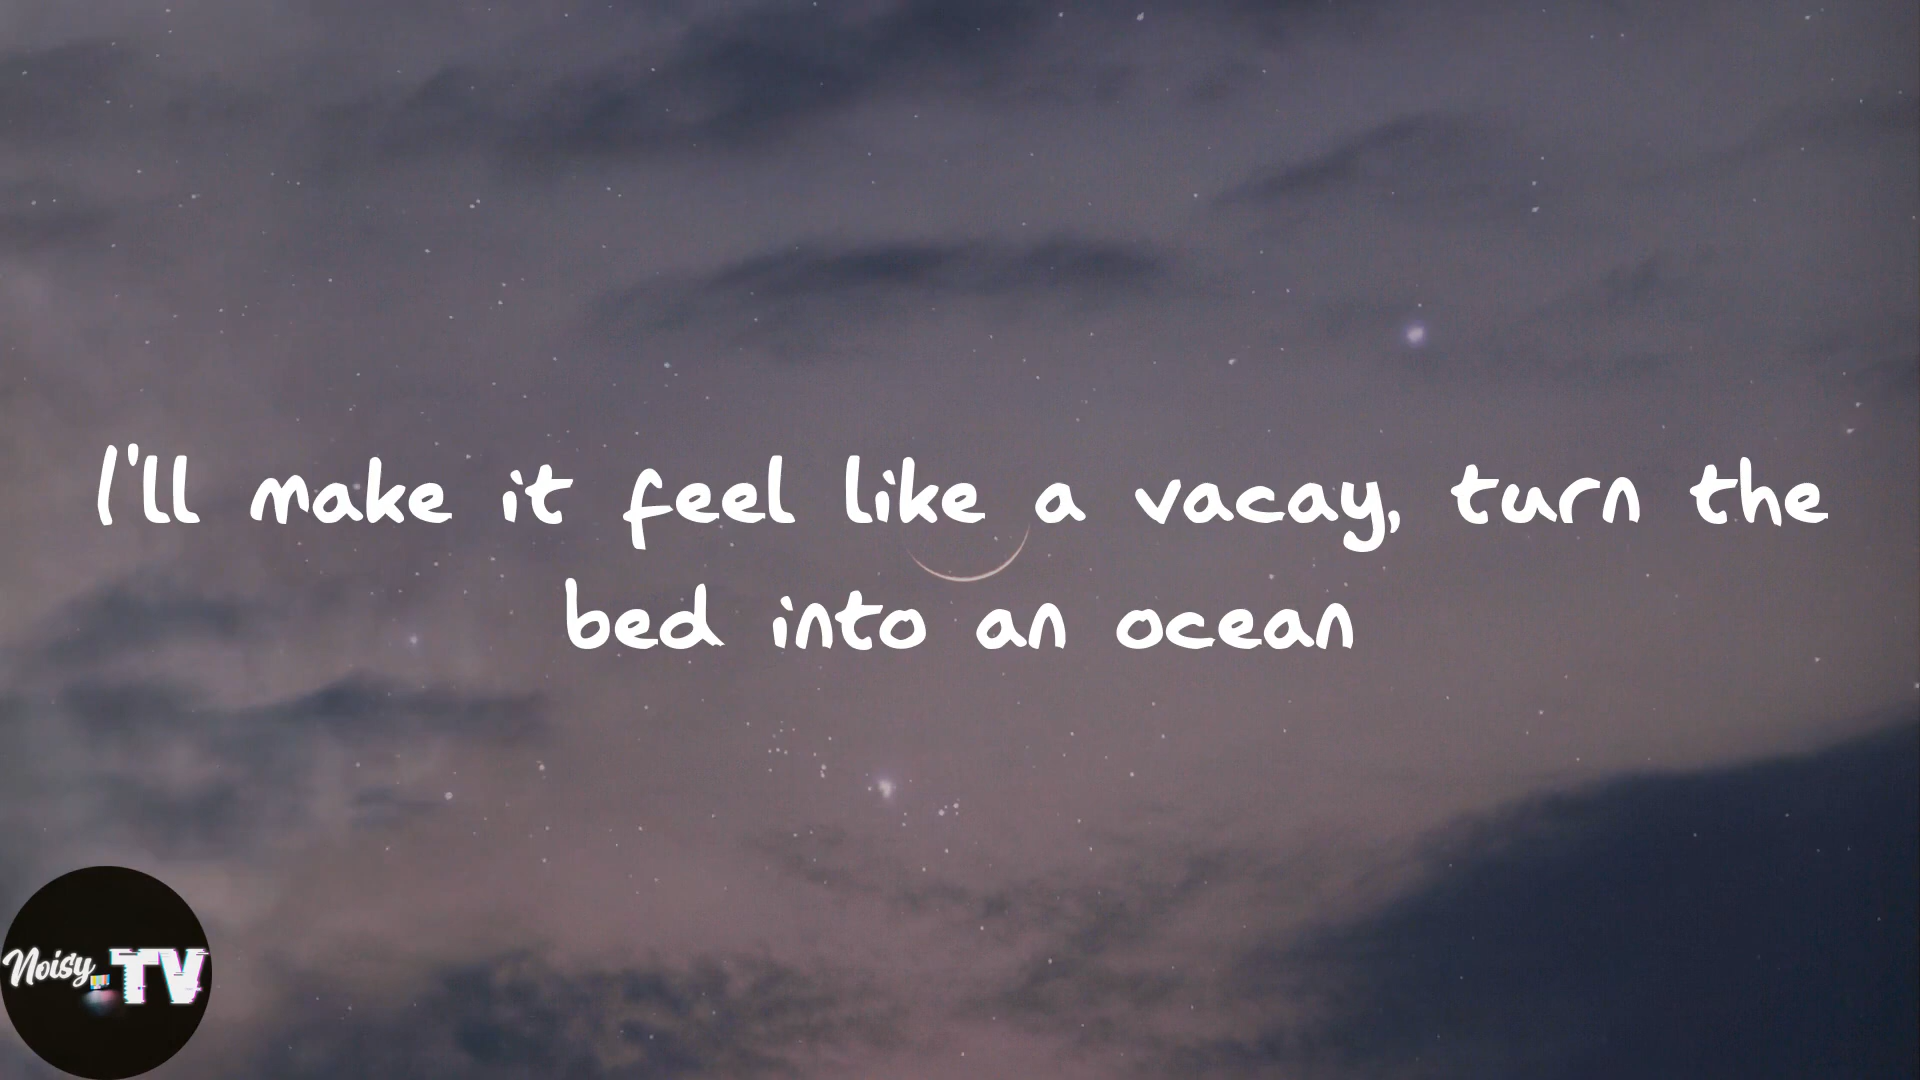 I'll make it feel like a vacay, turn the
bed into an ocean
Noisy TV